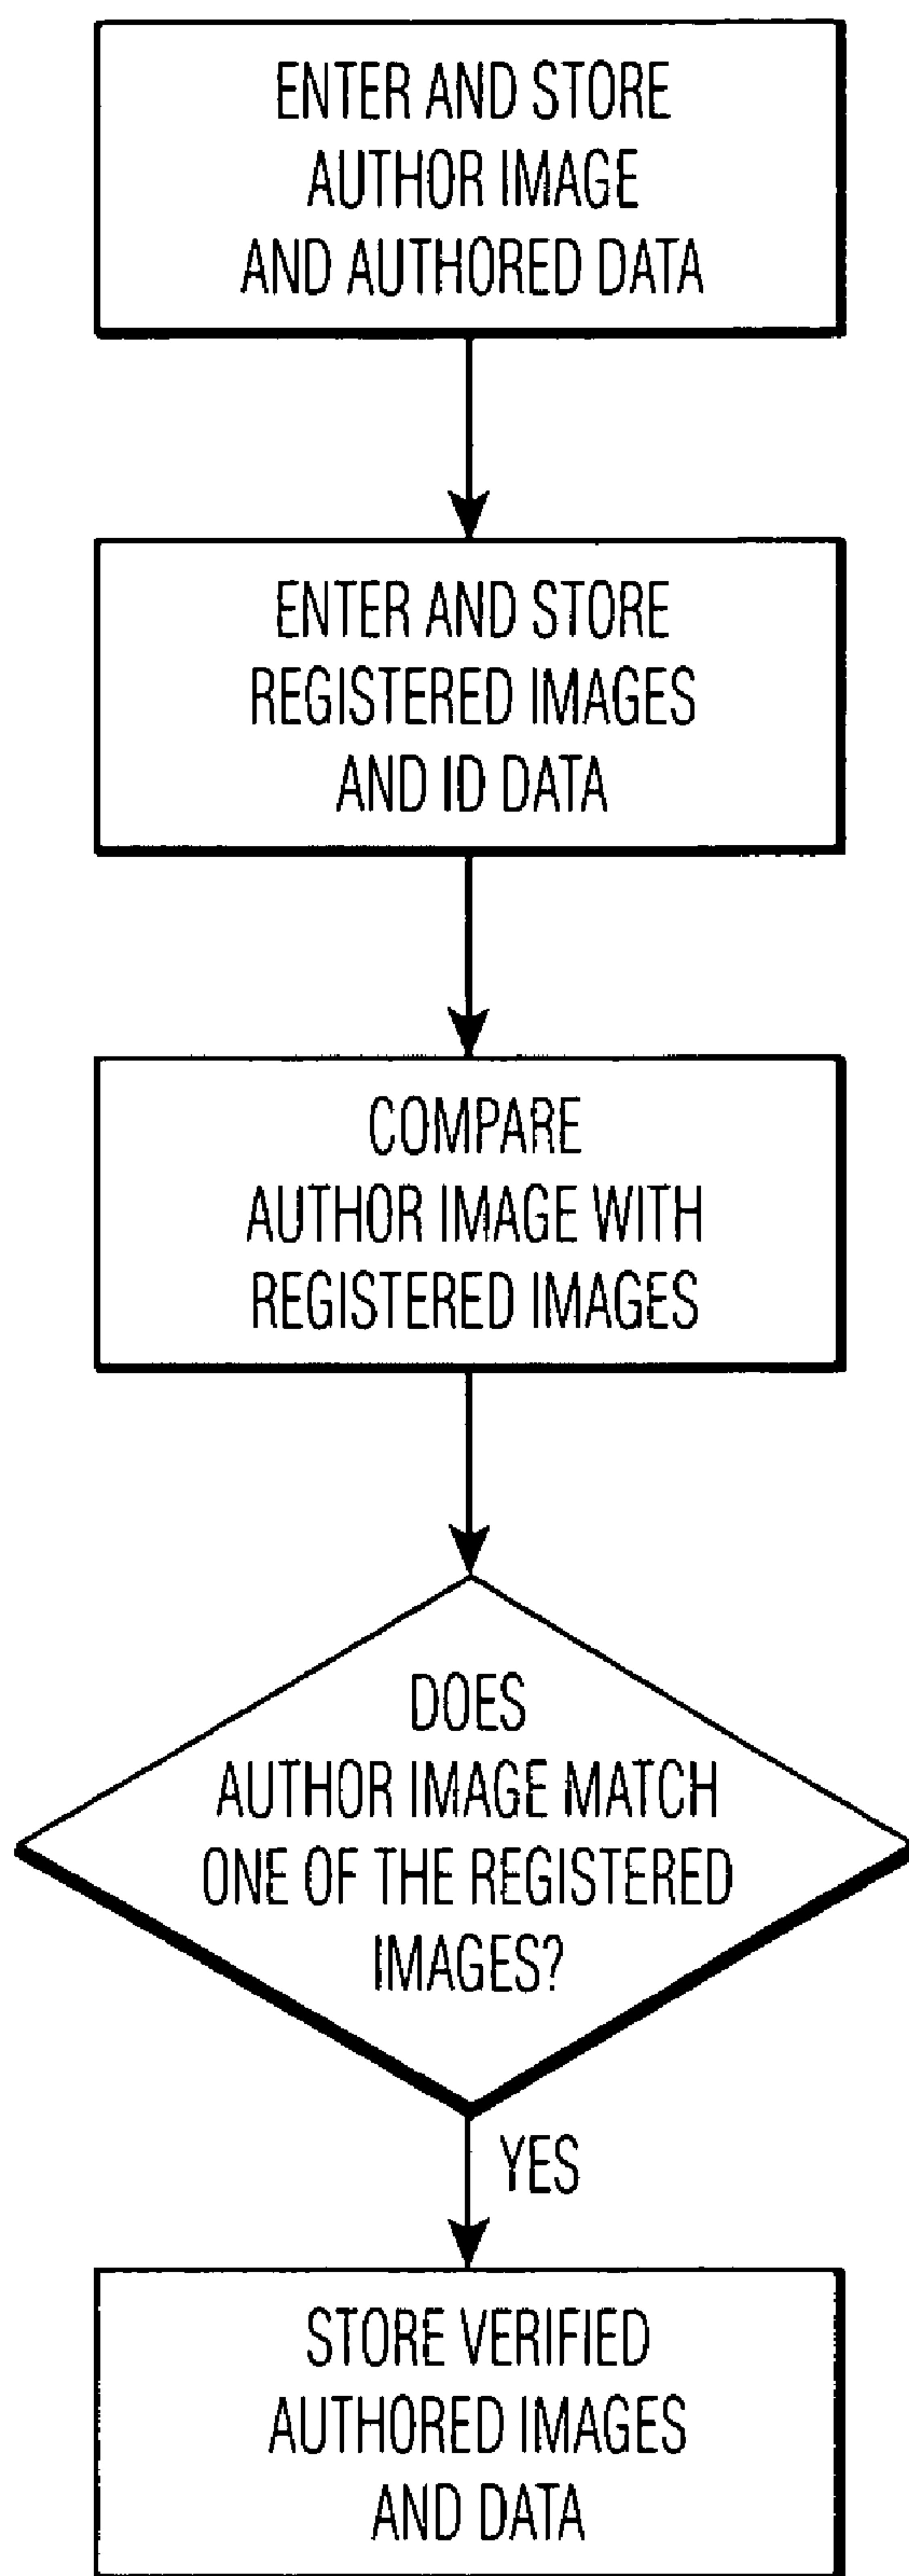 ENTER AND STORE
AUTHOR IMAGE
AND AUTHORED DATA
ENTER AND STORE
REGISTERED IMAGES
AND ID DATA
COMPARE
AUTHOR IMAGE WITH
REGISTERED IMAGES
DOES
AUTHOR IMAGE MATCH
ONE OF THE REGISTERED
IMAGES?
YES
STORE VERIFIED
AUTHORED IMAGES
AND DATA